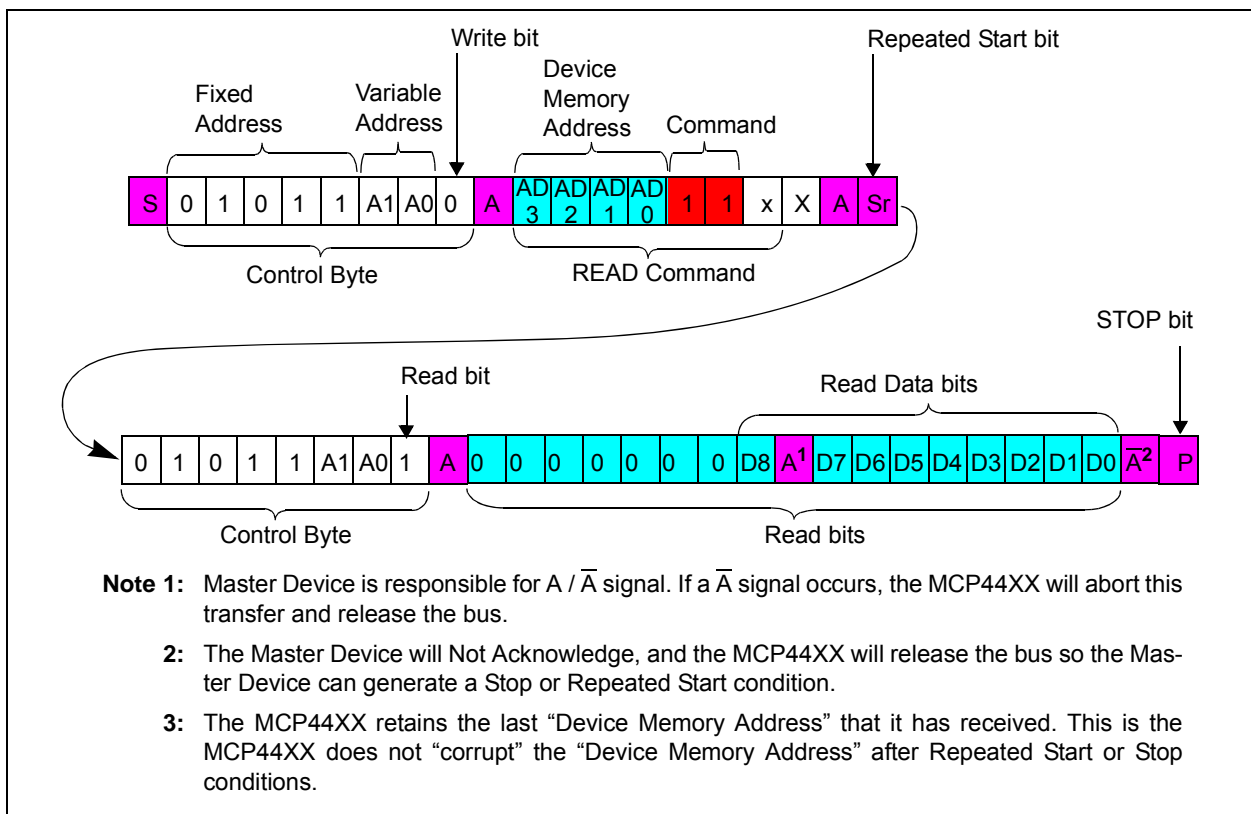 Write bit
Repeated Start bit
Fixed Address
Variable Address
Device Memory Address
Command
S 0 1 0 1 1 A1 A0 0 A AD3 AD2 AD1 AD0 1 1 x X A Sr
Control Byte
READ Command
STOP bit
Read bit
Read Data bits
0 1 0 1 1 A1 A0 1 A 0 0 0 0 0 0 0 D8 A¹ D7 D6 D5 D4 D3 D2 D1 D0 A̅² P
Control Byte
Read bits
Note 1: Master Device is responsible for A / A̅ signal. If a A̅ signal occurs, the MCP44XX will abort this
transfer and release the bus.
2: The Master Device will Not Acknowledge, and the MCP44XX will release the bus so the Mas-
ter Device can generate a Stop or Repeated Start condition.
3: The MCP44XX retains the last “Device Memory Address” that it has received. This is the
MCP44XX does not “corrupt” the “Device Memory Address” after Repeated Start or Stop
conditions.